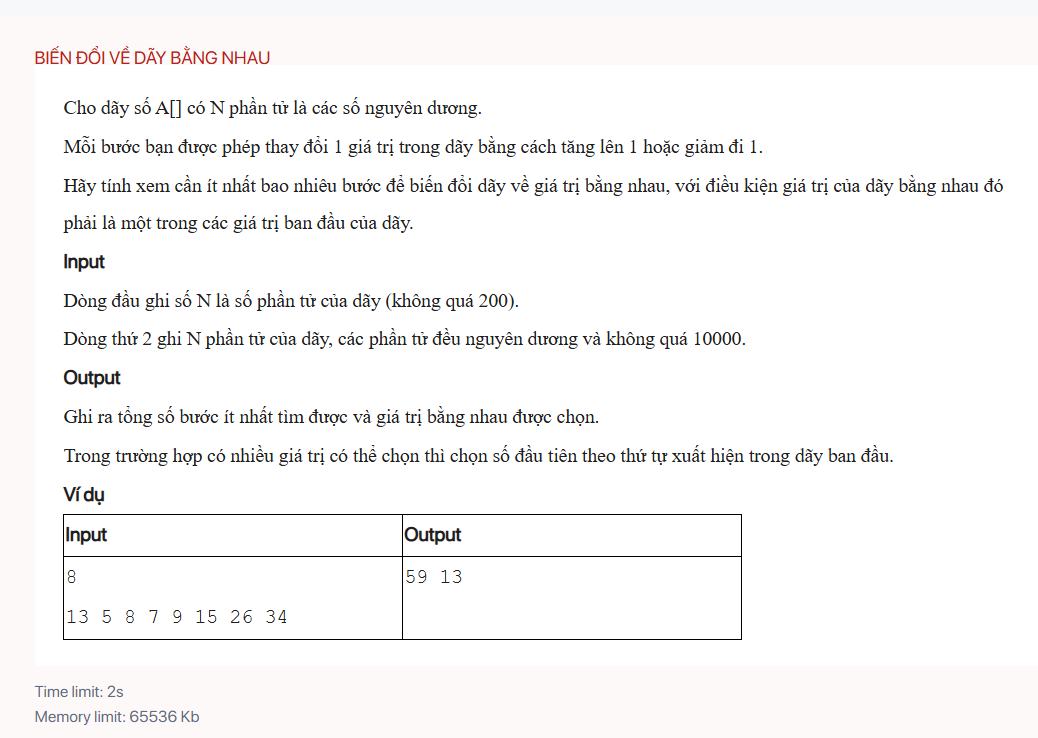 BIẾN ĐỔI VỀ DÃY BẰNG NHAU
Cho dãy số A[] có N phần tử là các số nguyên dương.
Mỗi bước bạn được phép thay đổi 1 giá trị trong dãy bằng cách tăng lên 1 hoặc giảm đi 1.
Hãy tính xem cần ít nhất bao nhiêu bước để biến đổi dãy về giá trị bằng nhau, với điều kiện giá trị của dãy bằng nhau đó
phải là một trong các giá trị ban đầu của dãy.
Input
Dòng đầu ghi số N là số phần tử của dãy (không quá 200).
Dòng thứ 2 ghi N phần tử của dãy, các phần tử đều nguyên dương và không quá 10000.
Output
Ghi ra tổng số bước ít nhất tìm được và giá trị bằng nhau được chọn.
Trong trường hợp có nhiều giá trị có thể chọn thì chọn số đầu tiên theo thứ tự xuất hiện trong dãy ban đầu.
Ví dụ
Input Output
8 59 13
13 5 8 7 9 15 26 34
Time limit: 2s
Memory limit: 65536 Kb